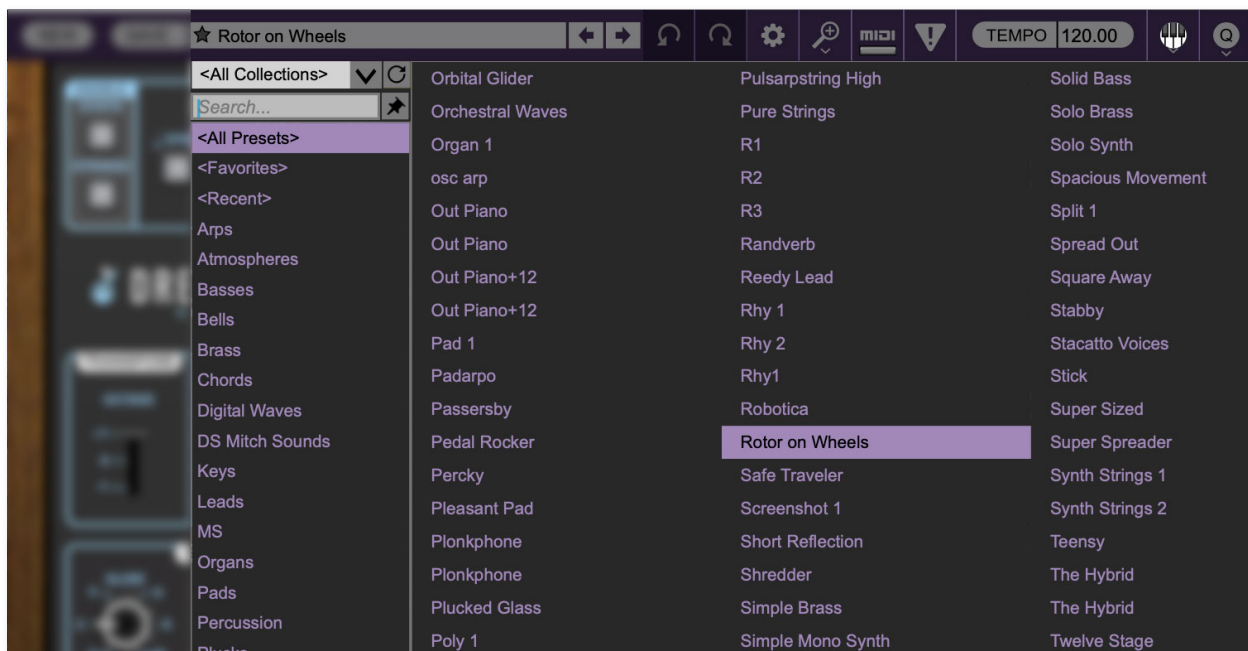 Rotor on Wheels
MIDI
TEMPO 120.00
Q
<All Collections>
Search...
<All Presets>
<Favorites>
<Recent>
Arps
Atmospheres
Basses
Bells
Brass
Chords
Digital Waves
DS Mitch Sounds
Keys
Leads
MS
Organs
Pads
Percussion
Orbital Glider
Orchestral Waves
Organ 1
osc arp
Out Piano
Out Piano
Out Piano+12
Out Piano+12
Pad 1
Padarpo
Passersby
Pedal Rocker
Percky
Pleasant Pad
Plonkphone
Plonkphone
Plucked Glass
Poly 1
Pulsarpstring High
Pure Strings
R1
R2
R3
Randverb
Reedy Lead
Rhy 1
Rhy 2
Rhy1
Robotica
Rotor on Wheels
Safe Traveler
Screenshot 1
Short Reflection
Shredder
Simple Brass
Simple Mono Synth
Solid Bass
Solo Brass
Solo Synth
Spacious Movement
Split 1
Spread Out
Square Away
Stabby
Stacatto Voices
Stick
Super Sized
Super Spreader
Synth Strings 1
Synth Strings 2
Teensy
The Hybrid
The Hybrid
Twelve Stage